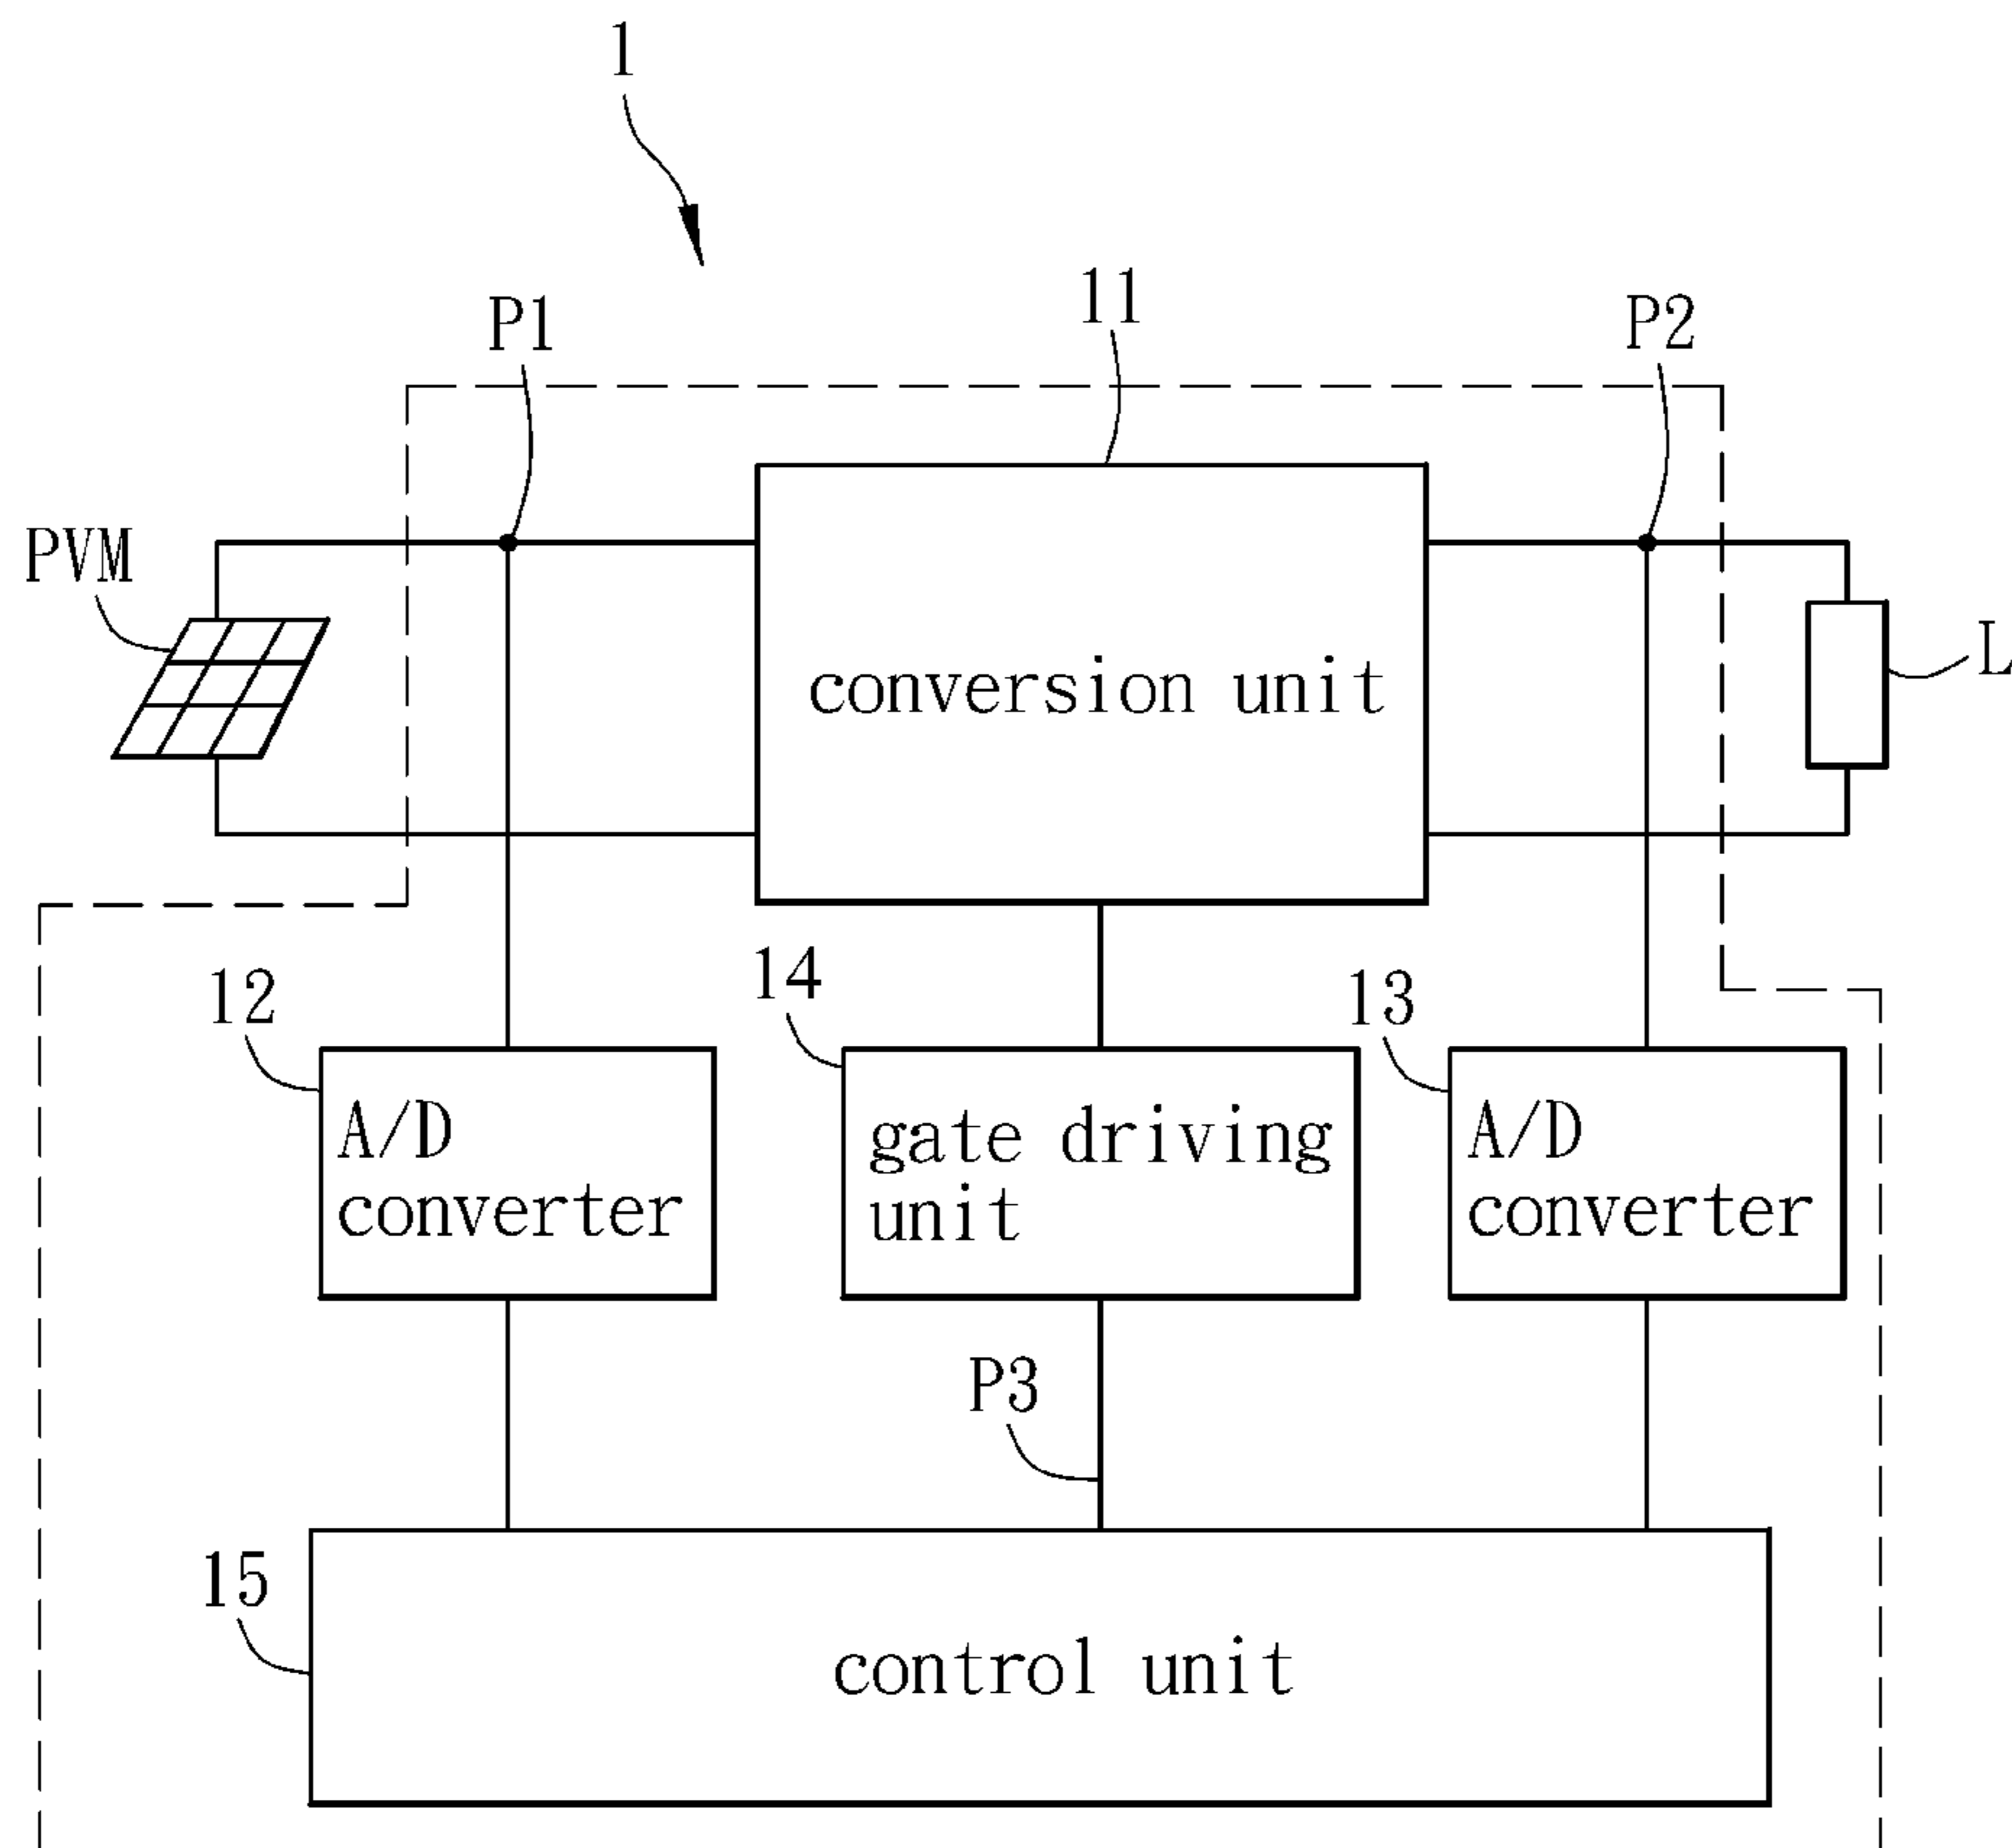 1
P1
11
P2
PVM
conversion unit
L
12
14
13
A/D
converter
gate driving
unit
A/D
converter
P3
15
control unit